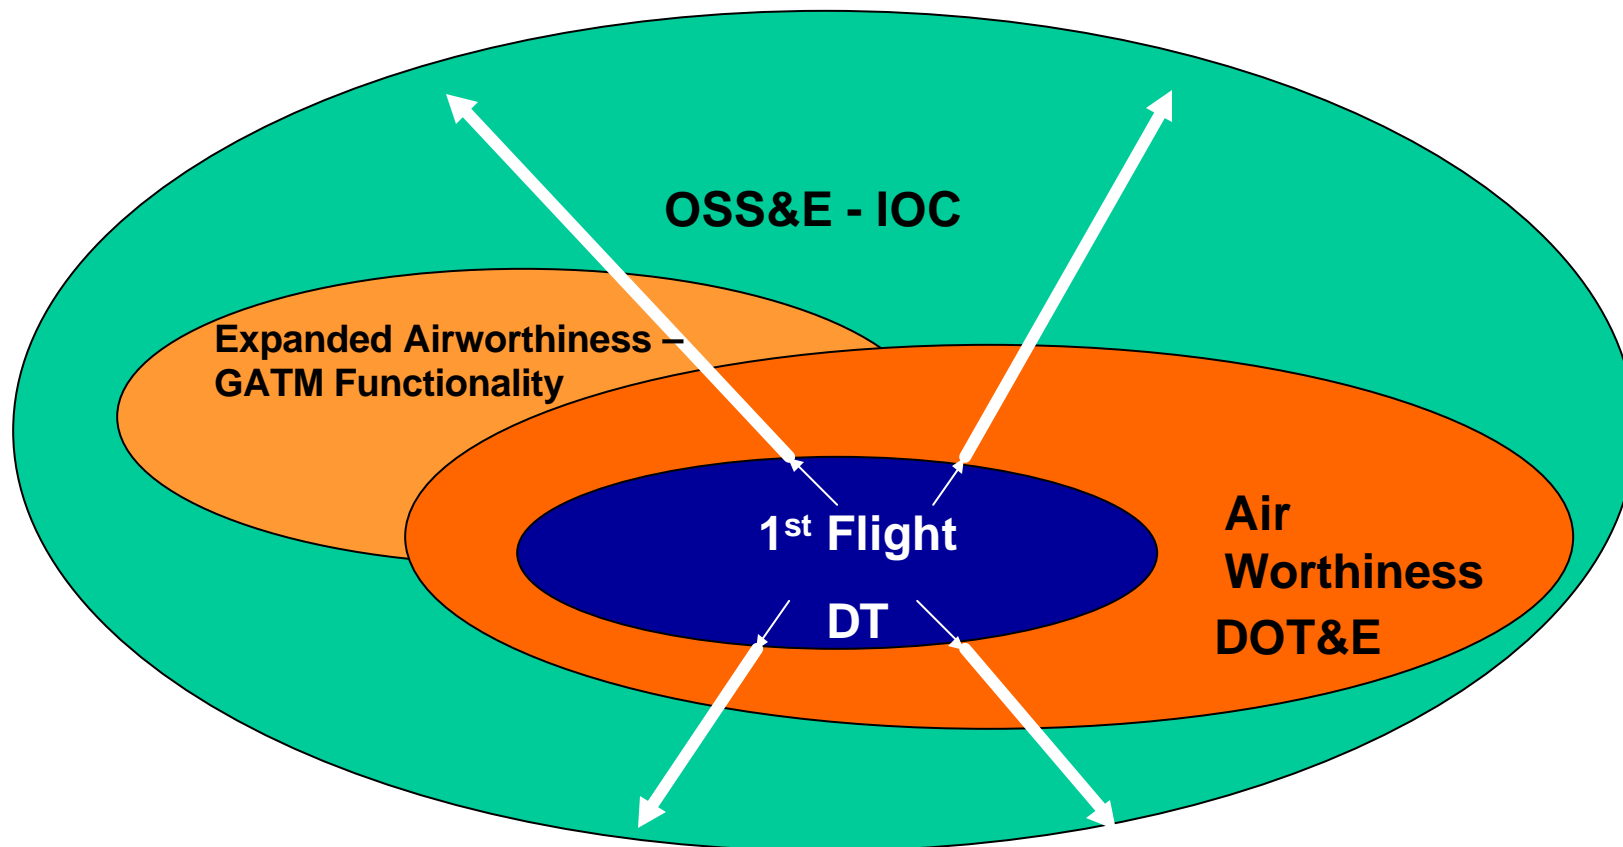 OSS&E - IOC
Expanded Airworthiness –
GATM Functionality
1st Flight
DT
Air
Worthiness
DOT&E